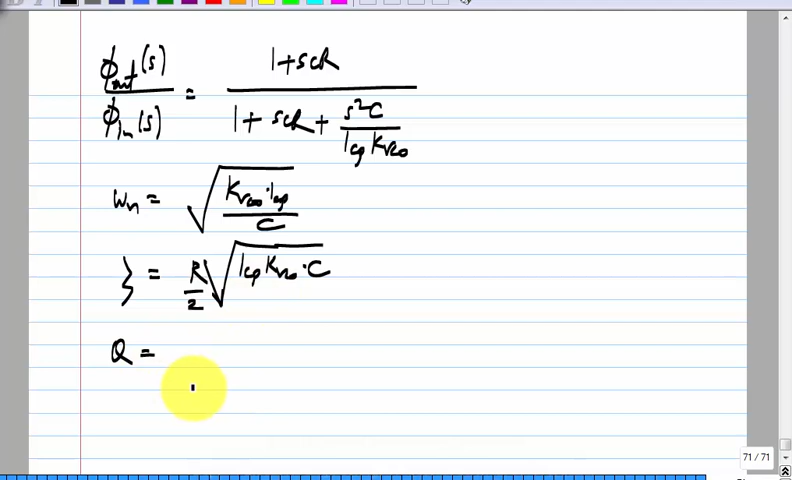 ϕout(s) / ϕin(s) = (1+sCR) / (1 + sCR + s²C / (Icp Kvco))
ωn = √(Kvco·Icp / C)
ξ = R/2 √(Icp Kvco·C)
Q =
71 / 71